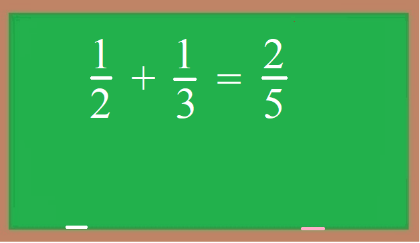 1/2 + 1/3 = 2/5